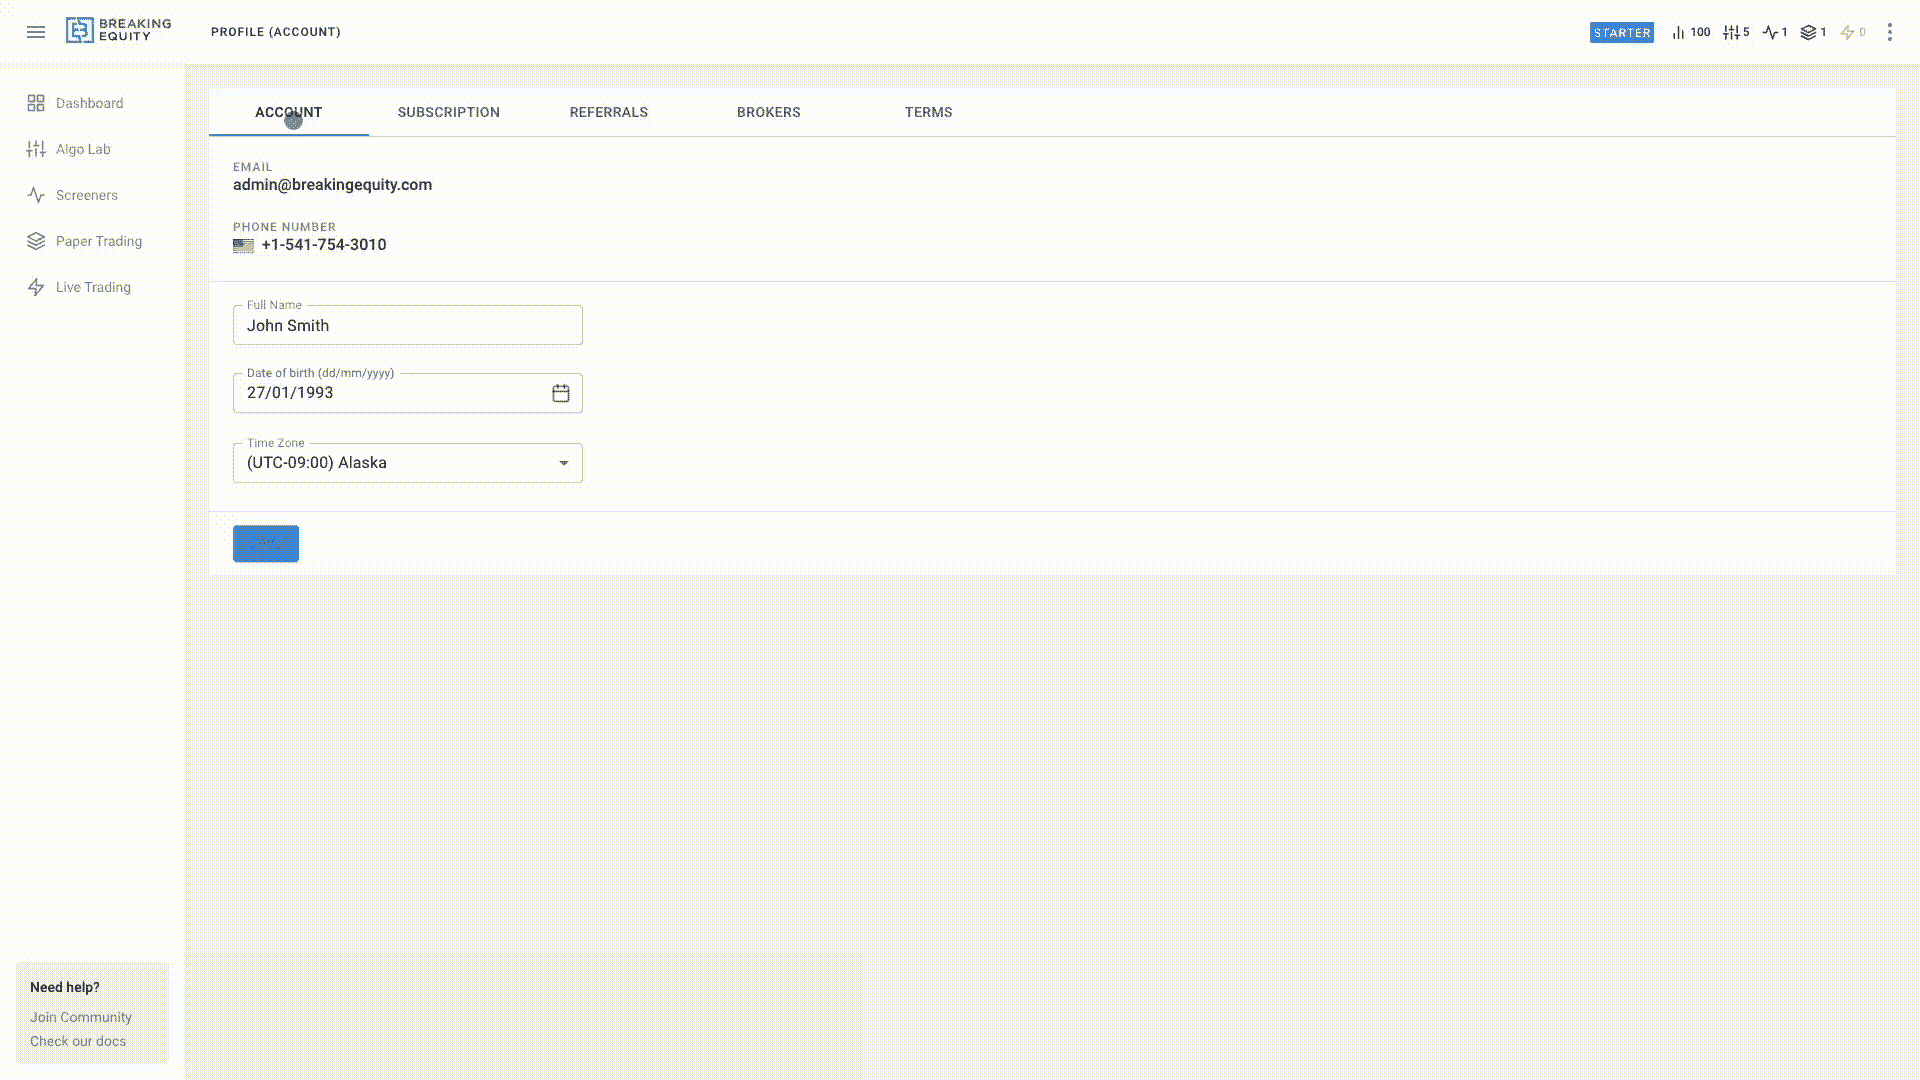 BREAKING
EQUITY
PROFILE (ACCOUNT)
STARTER
100
5
1
1
0
Dashboard
Algo Lab
Screeners
Paper Trading
Live Trading
ACCOUNT
SUBSCRIPTION
REFERRALS
BROKERS
TERMS
EMAIL
admin@breakingequity.com
PHONE NUMBER
+1-541-754-3010
Full Name
John Smith
Date of birth (dd/mm/yyyy)
27/01/1993
Time Zone
(UTC-09:00) Alaska
Need help?
Join Community
Check our docs